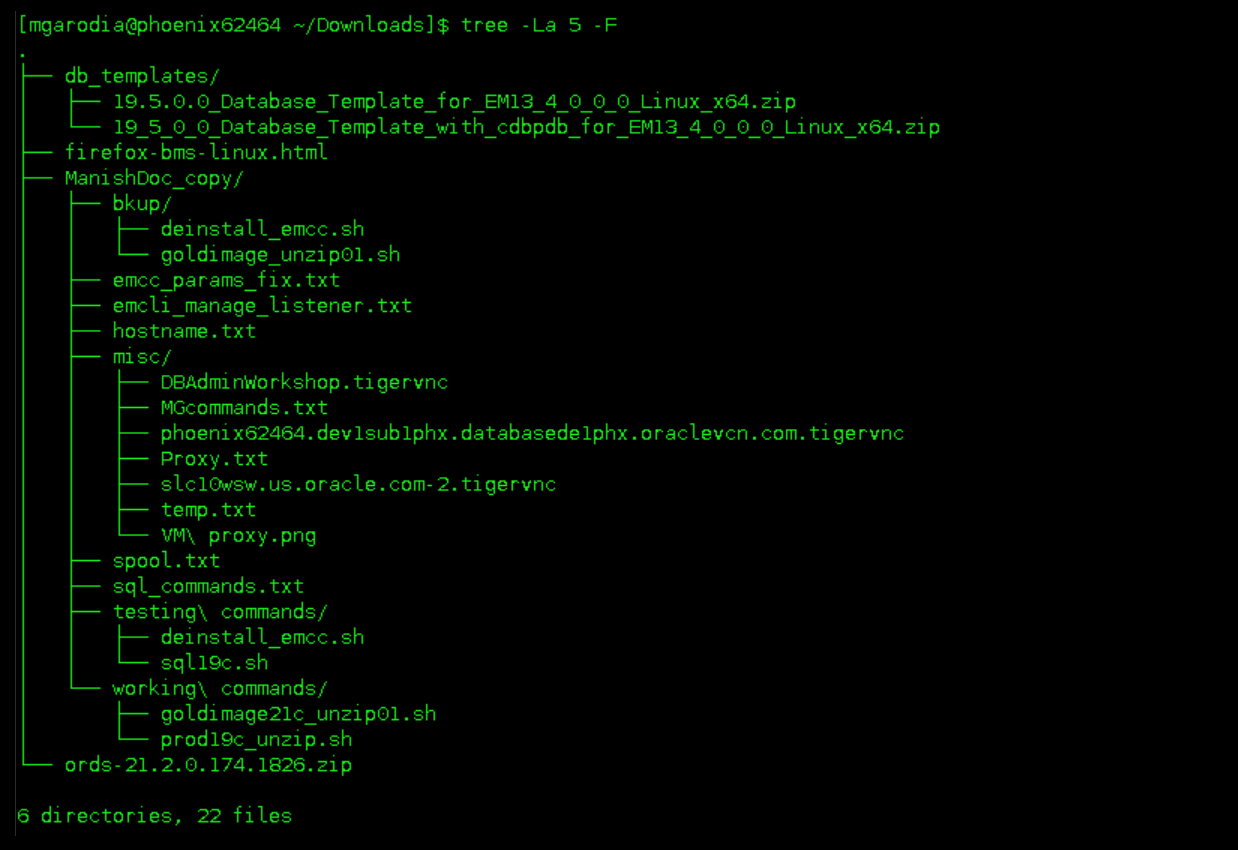 [mgarodia@phoenix62464 ~/Downloads]$ tree -La 5 -F
.
├── db_templates/
│   ├── 19.5.0.0_Database_Template_for_EM13_4_0_0_0_Linux_x64.zip
│   └── 19_5_0_0_Database_Template_with_cdbpdb_for_EM13_4_0_0_0_Linux_x64.zip
├── firefox-bms-linux.html
├── ManishDoc_copy/
│   ├── bkup/
│   │   ├── deinstall_emcc.sh
│   │   └── goldimage_unzip01.sh
│   ├── emcc_params_fix.txt
│   ├── emcli_manage_listener.txt
│   ├── hostname.txt
│   ├── misc/
│   │   ├── DBAdminWorkshop.tigervnc
│   │   ├── MGcommands.txt
│   │   ├── phoenix62464.dev1sub1phx.databasede1phx.oraclevcn.com.tigervnc
│   │   ├── Proxy.txt
│   │   ├── slc10wsw.us.oracle.com-2.tigervnc
│   │   ├── temp.txt
│   │   └── VM\ proxy.png
│   ├── spool.txt
│   ├── sql_commands.txt
│   ├── testing\ commands/
│   │   ├── deinstall_emcc.sh
│   │   └── sql19c.sh
│   └── working\ commands/
│       ├── goldimage21c_unzip01.sh
│       └── prod19c_unzip.sh
└── ords-21.2.0.174.1826.zip
6 directories, 22 files